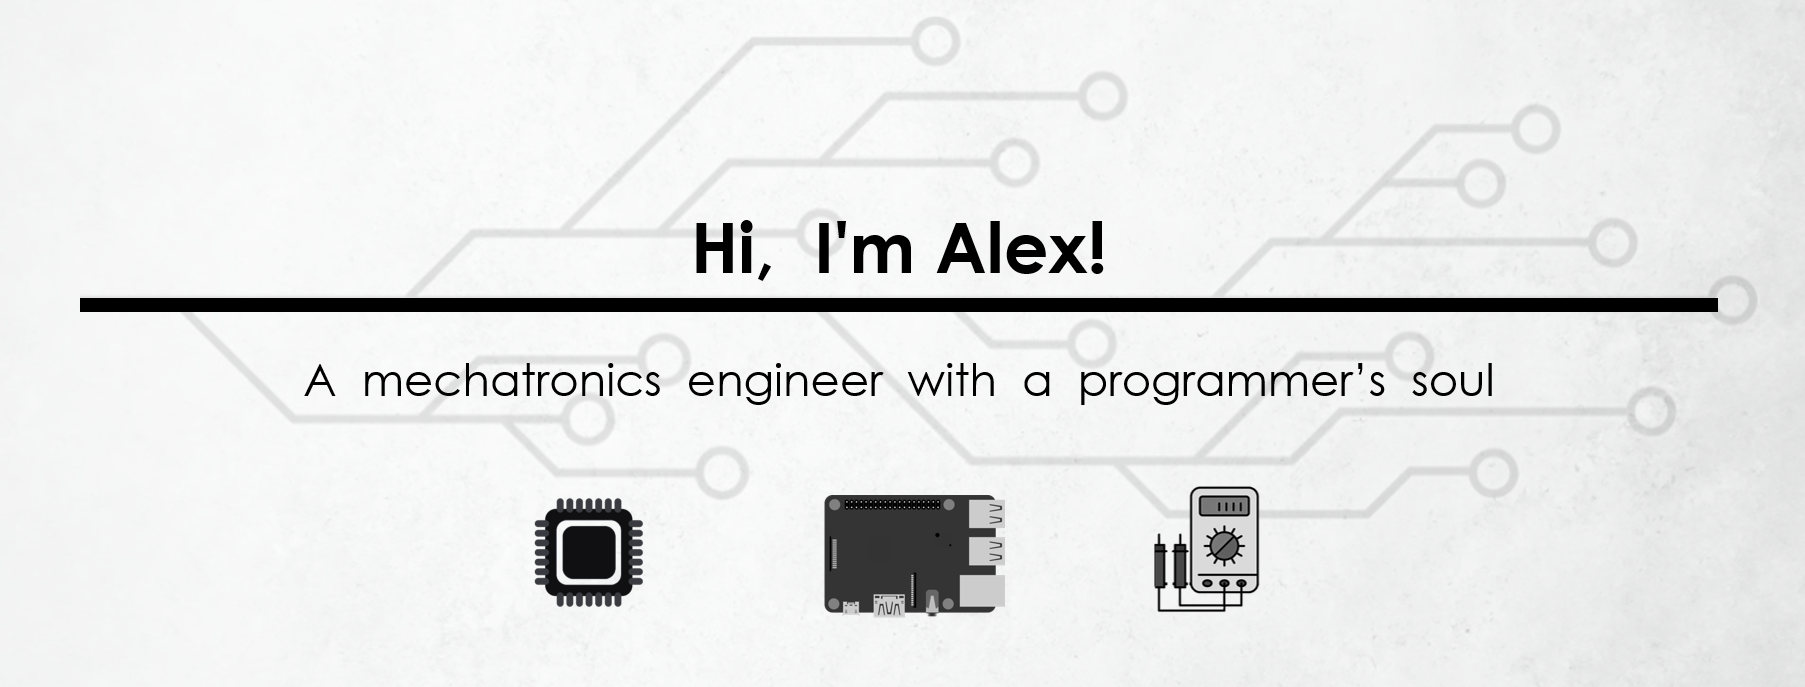 Hi, I'm Alex!
A mechatronics engineer with a programmer’s soul